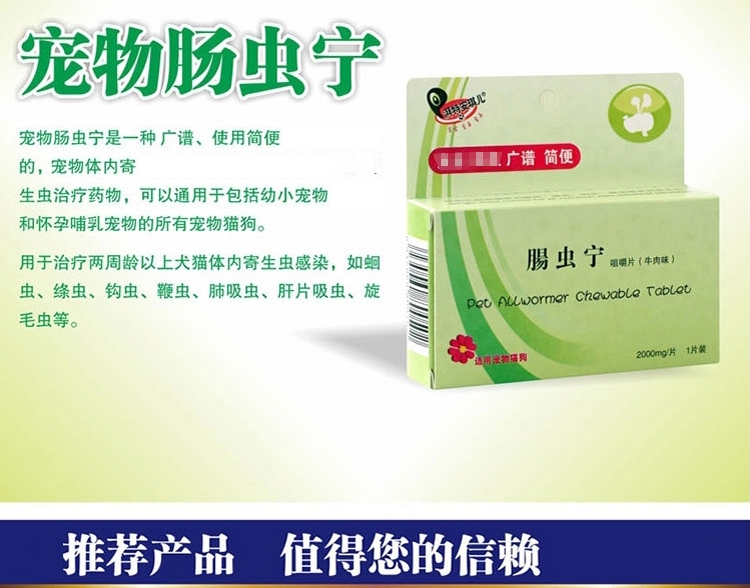 宠物肠虫宁
宠物肠虫宁是一种 广谱、使用简便
的，宠物体内寄
生虫治疗药物，可以通用于包括幼小宠物
和怀孕哺乳宠物的所有宠物猫狗。
用于治疗两周龄以上犬猫体内寄生虫感染，如蛔
虫、绦虫、钩虫、鞭虫、肺吸虫、肝片吸虫、旋
毛虫等。
玛特安琪儿®
广谱 简便
腸虫宁 咀嚼片（牛肉味）
Pet Allwormer Chewable Tablet
适用宠物猫狗
2000mg/片 1片装
推荐产品 值得您的信赖